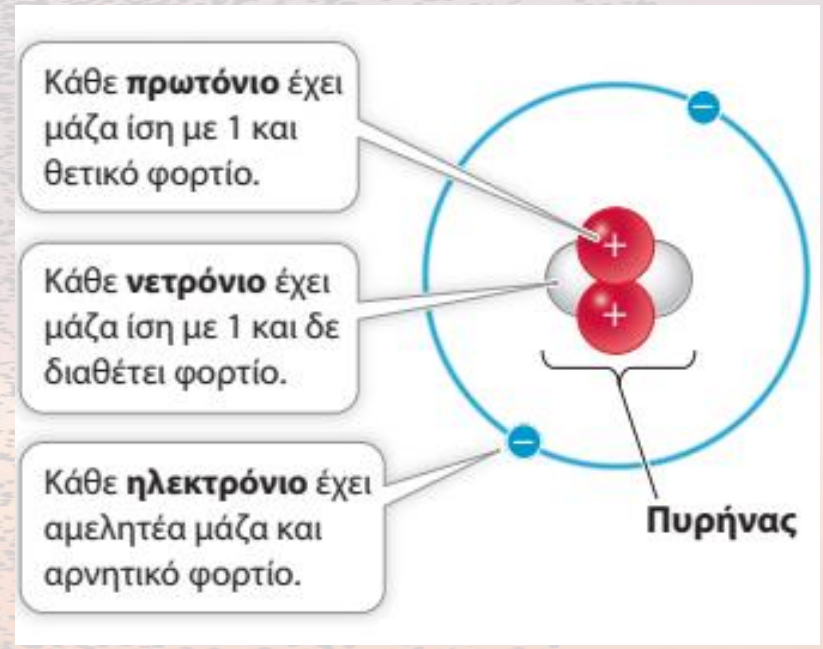 Κάθε πρωτόνιο έχει
μάζα ίση με 1 και
θετικό φορτίο.
Κάθε νετρόνιο έχει
μάζα ίση με 1 και δε
διαθέτει φορτίο.
Κάθε ηλεκτρόνιο έχει
αμελητέα μάζα και
αρνητικό φορτίο.
−
+
+
−
Πυρήνας